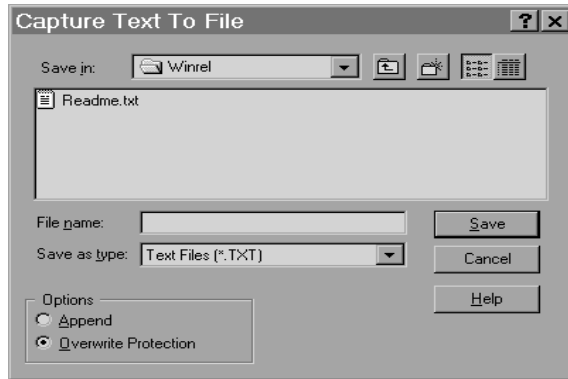 Capture Text To File
Save in: Winrel
Readme.txt
File name: Save
Save as type: Text Files (*.TXT) Cancel
Help
Options
Append
Overwrite Protection